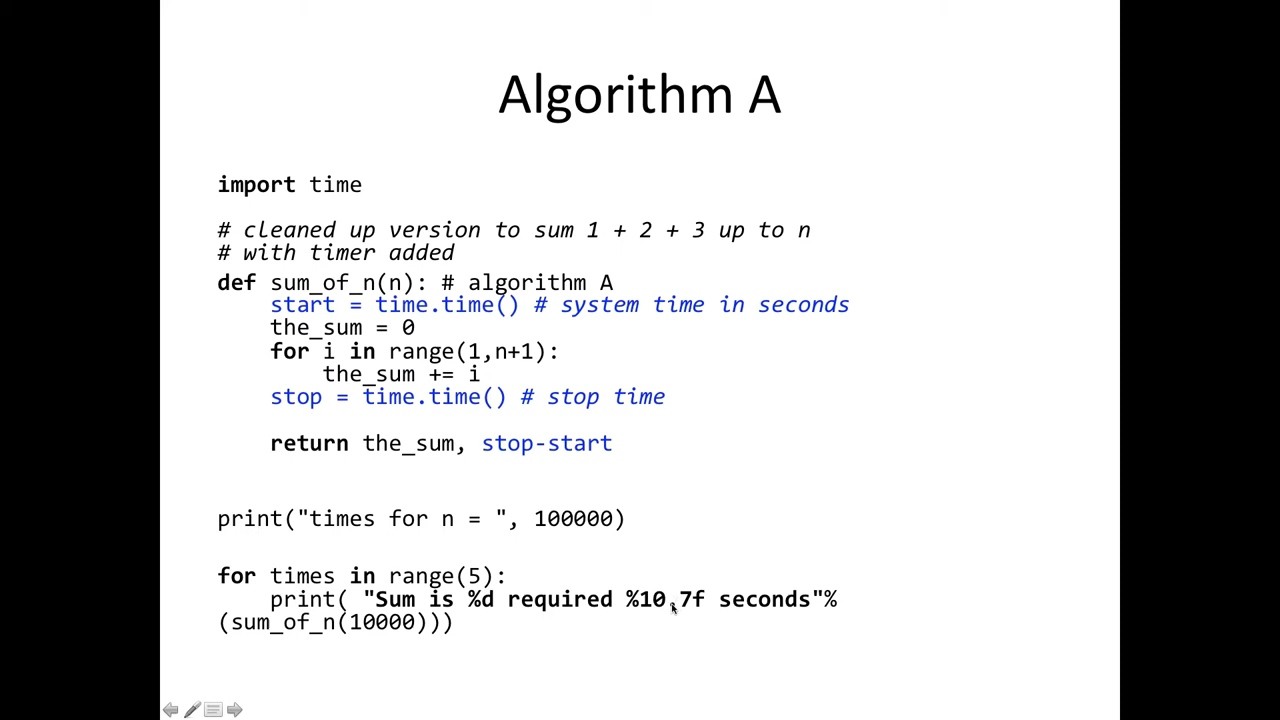 Algorithm A
import time
# cleaned up version to sum 1 + 2 + 3 up to n
# with timer added
def sum_of_n(n): # algorithm A
start = time.time() # system time in seconds
the_sum = 0
for i in range(1,n+1):
the_sum += i
stop = time.time() # stop time
return the_sum, stop-start
print("times for n = ", 100000)
for times in range(5):
print( "Sum is %d required %10.7f seconds"%
(sum_of_n(10000)))